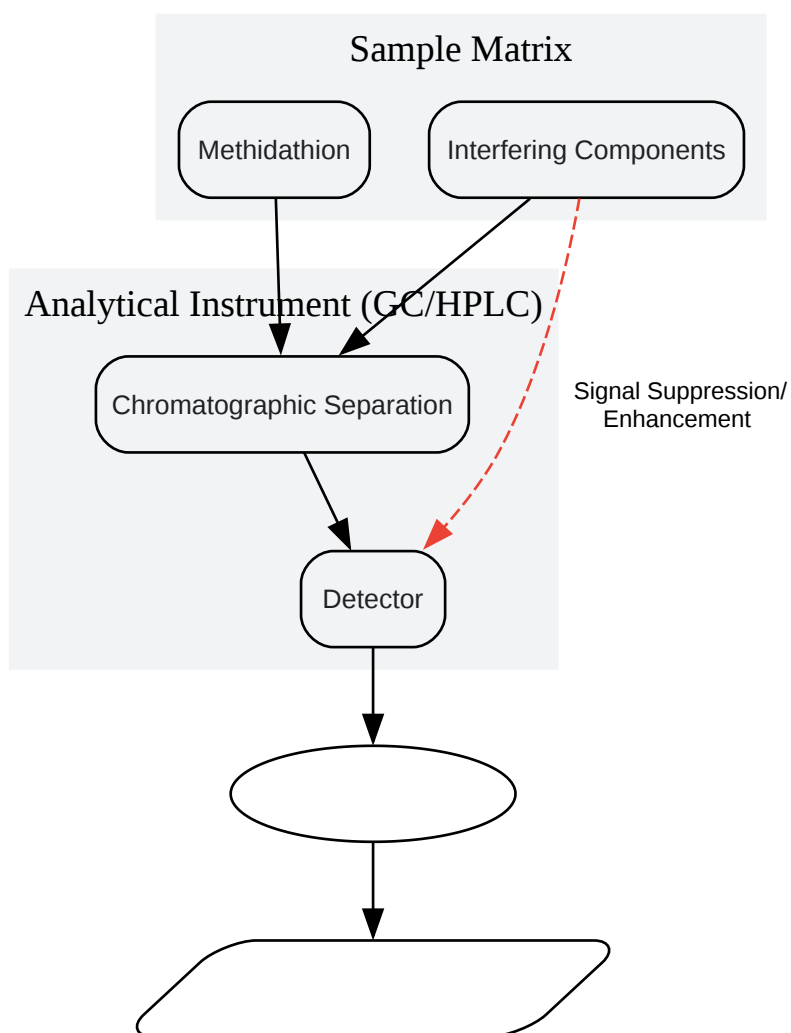 Sample Matrix
Methidathion
Interfering Components
Analytical Instrument (GC/HPLC)
Chromatographic Separation
Signal Suppression/
Enhancement
Detector